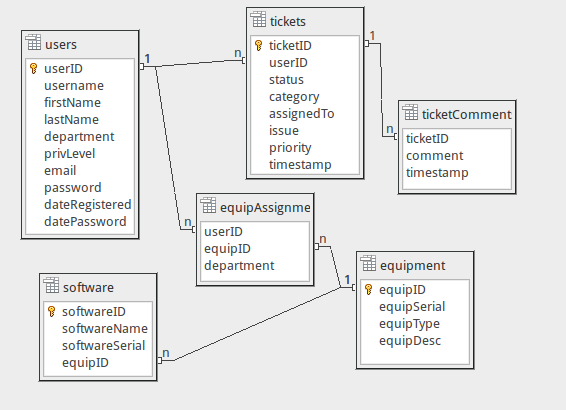 users
userID
username
firstName
lastName
department
privLevel
email
password
dateRegistered
datePassword
1
n
tickets
ticketID
userID
status
category
assignedTo
issue
priority
timestamp
1
n
ticketComment
ticketID
comment
timestamp
n
equipAssignme
userID
equipID
department
n
1
equipment
equipID
equipSerial
equipType
equipDesc
software
softwareID
softwareName
softwareSerial
equipID
n